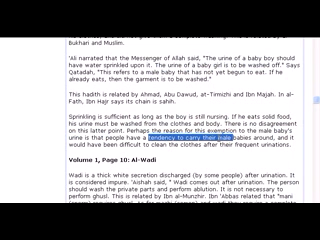 Bukhari and Muslim.
'Ali narrated that the Messenger of Allah said, "The urine of a baby boy should
have water sprinkled upon it. The urine of a baby girl is to be washed off." Says
Qatadah, "This refers to a male baby that has not yet begun to eat. If he
already eats, then the garment is to be washed."
This hadith is related by Ahmad, Abu Dawud, at-Tirmizhi and Ibn Majah. In al-
Fath, Ibn Hajr says its chain is sahih.
Sprinkling is sufficient as long as the boy is still nursing. If he eats solid food,
his urine must be washed from the clothes and body. There is no disagreement
on this latter point. Perhaps the reason for this exemption to the male baby's
urine is that people have a tendency to carry their male babes around, and it
would have been difficult to clean the clothes after their frequent urinations.
Volume 1, Page 10: Al-Wadi
Wadi is a thick white secretion discharged (by some people) after urination. It
is considered impure. 'Aishah said, " Wadi comes out after urination. The person
should wash the private parts and perform ablution. It is not necessary to
perform ghusl. This is related by Ibn al-Munzhir. Ibn 'Abbas related that "mani